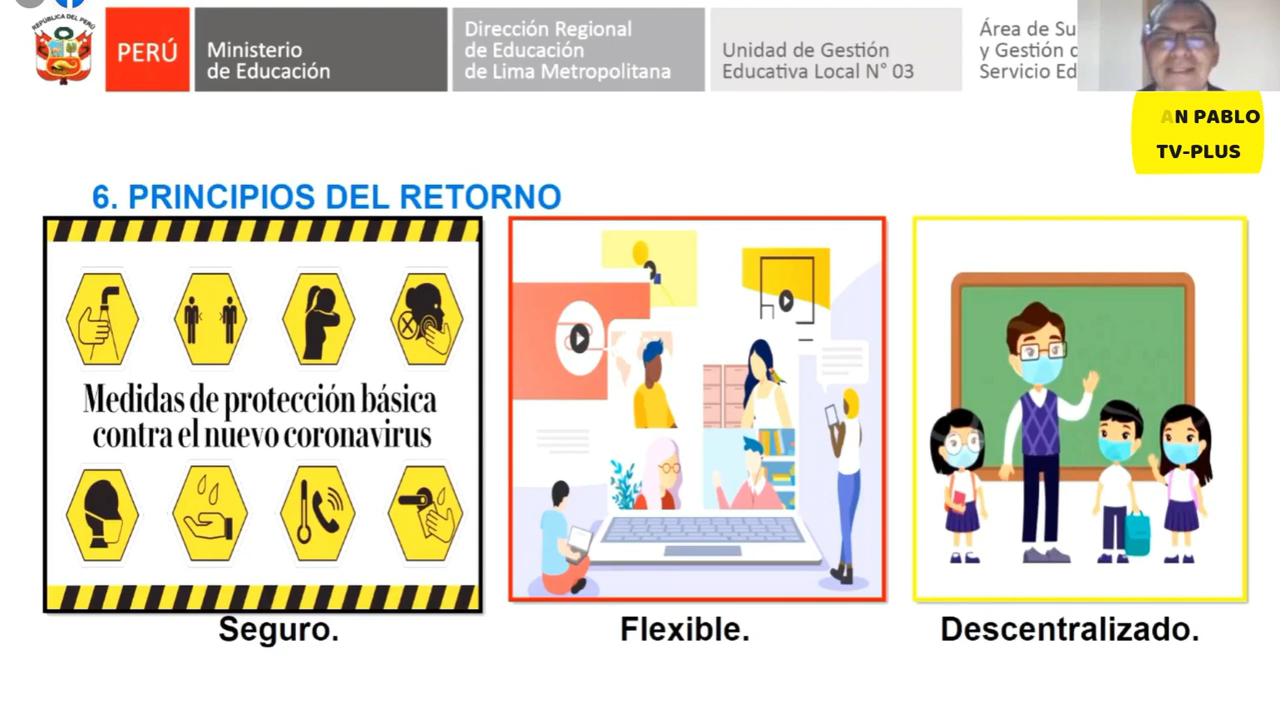 REPÚBLICA DEL PERÚ
PERÚ
Ministerio
de Educación
Dirección Regional
de Educación
de Lima Metropolitana
Unidad de Gestión
Educativa Local N° 03
Área de Su
y Gestión d
Servicio Ed
AN PABLO
TV-PLUS
6. PRINCIPIOS DEL RETORNO
Medidas de protección básica
contra el nuevo coronavirus
Seguro.
Flexible.
Descentralizado.